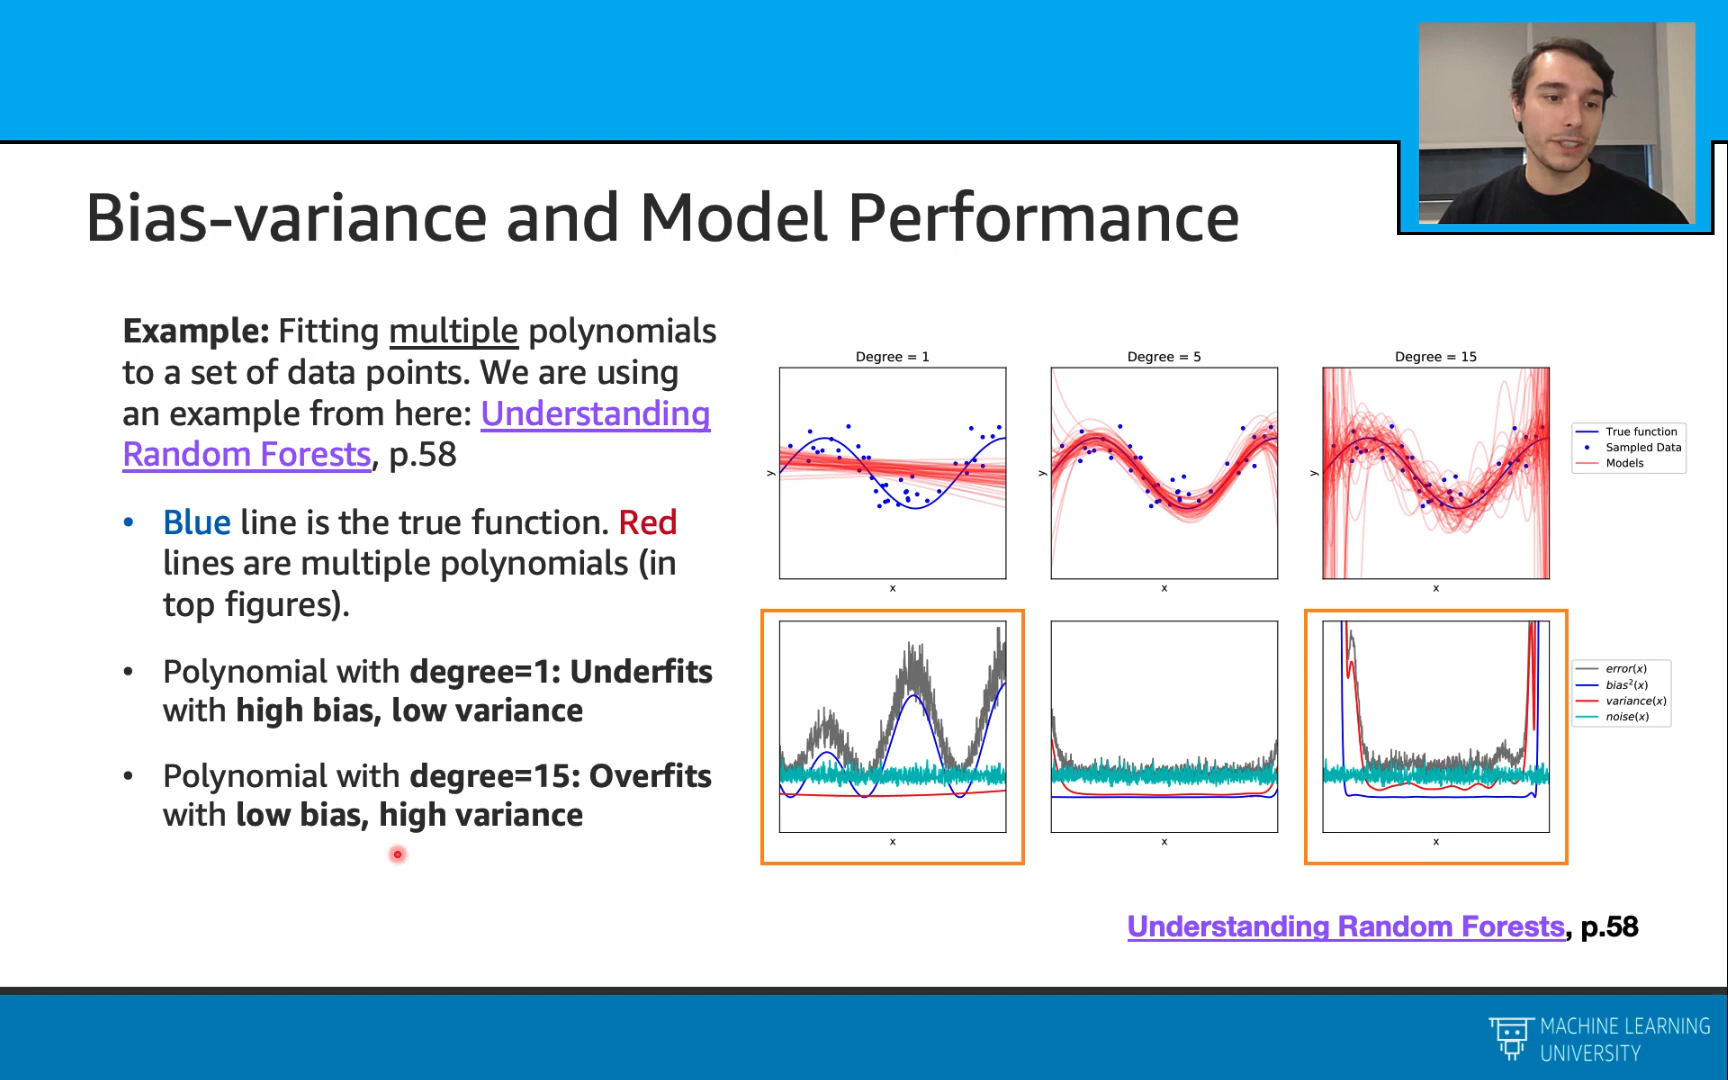 Bias-variance and Model Performance
Example: Fitting multiple polynomials
to a set of data points. We are using
an example from here: Understanding
Random Forests, p.58
• Blue line is the true function. Red
lines are multiple polynomials (in
top figures).
• Polynomial with degree=1: Underfits
with high bias, low variance
• Polynomial with degree=15: Overfits
with low bias, high variance
Degree = 1
y
x
Degree = 5
y
x
Degree = 15
y
x
True function
Sampled Data
Models
x
x
x
error(x)
bias²(x)
variance(x)
noise(x)
Understanding Random Forests, p.58
MACHINE LEARNING
UNIVERSITY